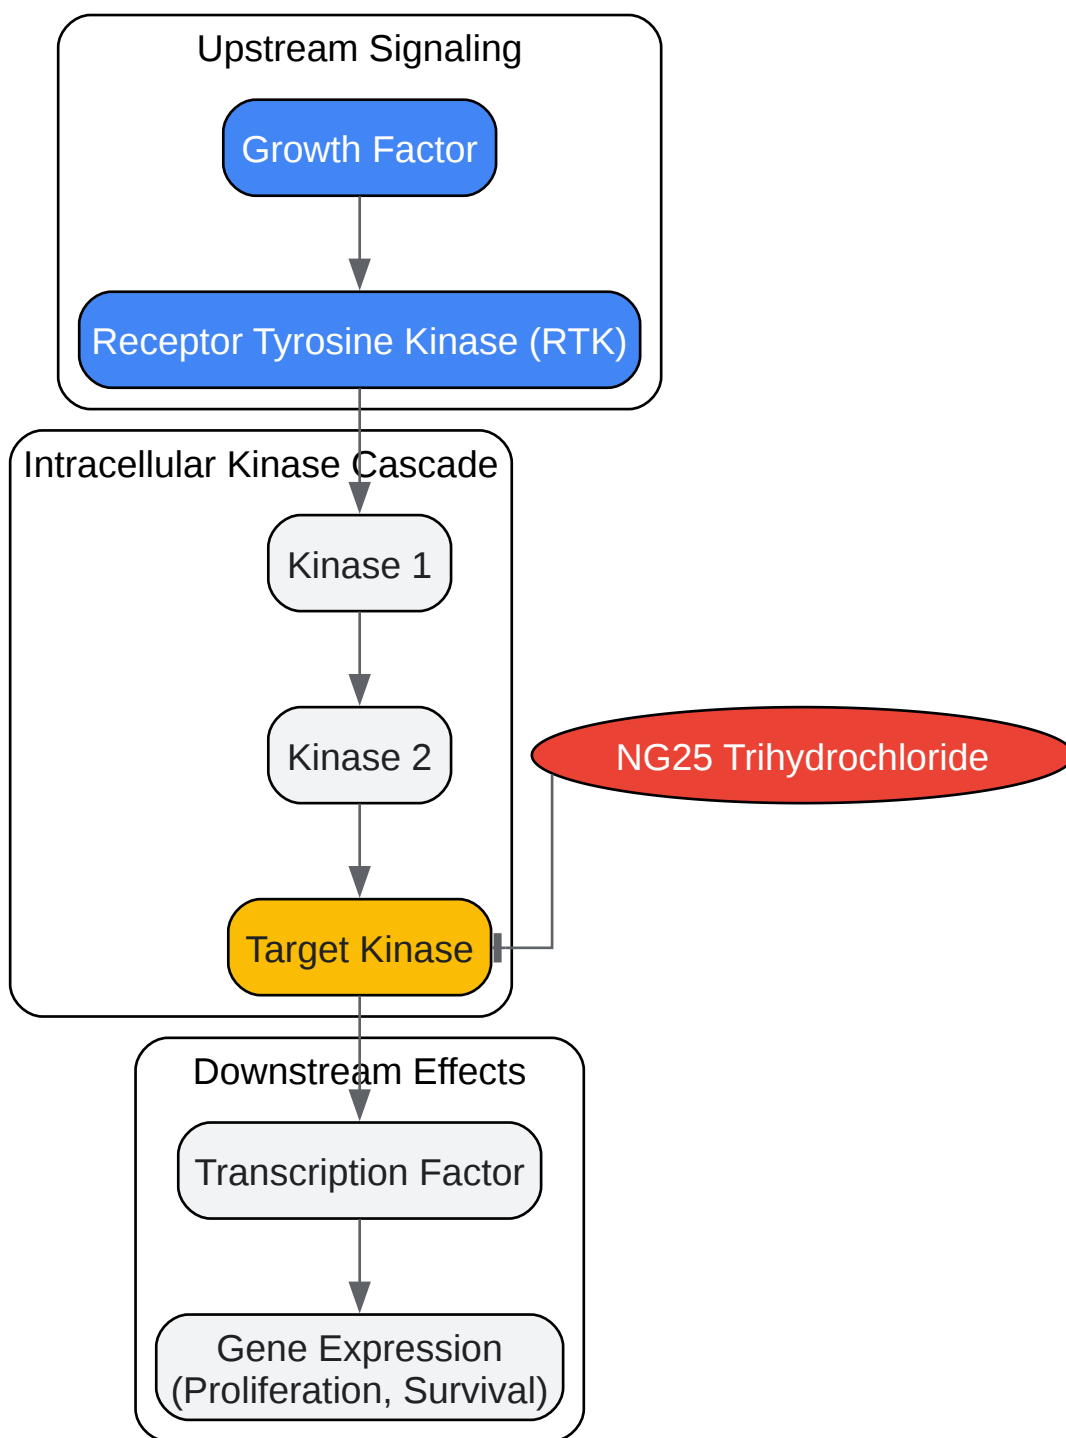 Upstream Signaling
Growth Factor
Receptor Tyrosine Kinase (RTK)
Intracellular Kinase Cascade
Kinase 1
Kinase 2
NG25 Trihydrochloride
Target Kinase
Downstream Effects
Transcription Factor
Gene Expression
(Proliferation, Survival)